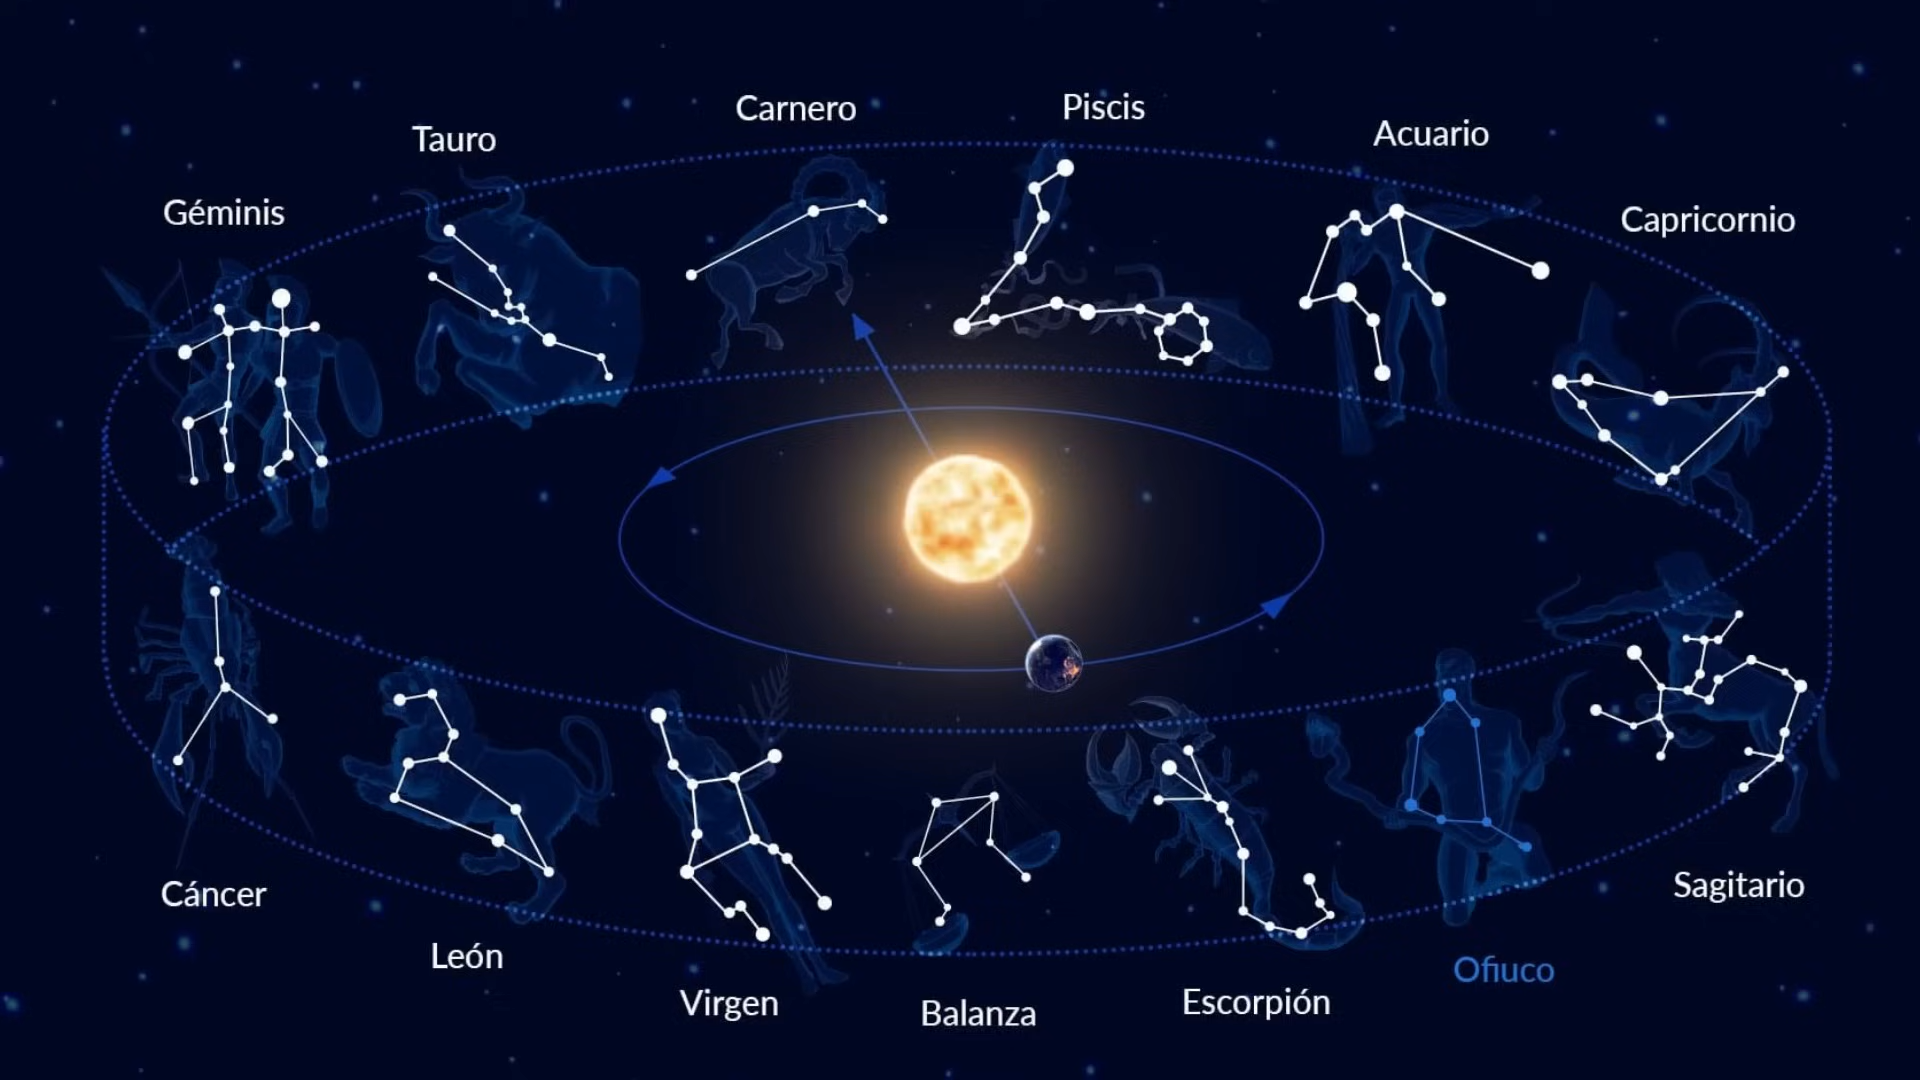 Carnero
Piscis
Tauro
Acuario
Géminis
Capricornio
Cáncer
Sagitario
León
Ofiuco
Virgen
Balanza
Escorpión